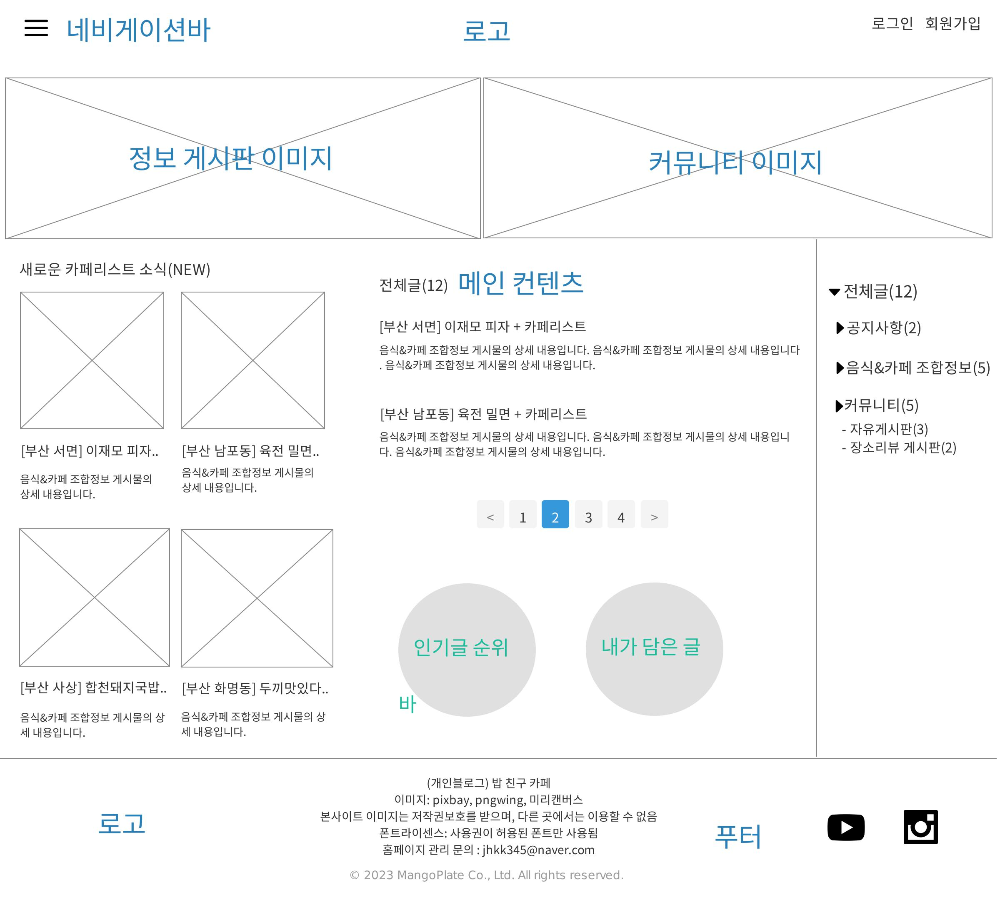 네비게이션바
로고
로그인 회원가입
정보 게시판 이미지
커뮤니티 이미지
새로운 카페리스트 소식(NEW)
[부산 서면] 이재모 피자..
음식&카페 조합정보 게시물의
상세 내용입니다.
[부산 남포동] 육전 밀면..
음식&카페 조합정보 게시물의
상세 내용입니다.
[부산 사상] 합천돼지국밥..
음식&카페 조합정보 게시물의 상
세 내용입니다.
[부산 화명동] 두끼맛있다..
음식&카페 조합정보 게시물의 상
세 내용입니다.
전체글(12) 메인 컨텐츠
[부산 서면] 이재모 피자 + 카페리스트
음식&카페 조합정보 게시물의 상세 내용입니다. 음식&카페 조합정보 게시물의 상세 내용입니다
. 음식&카페 조합정보 게시물의 상세 내용입니다.
[부산 남포동] 육전 밀면 + 카페리스트
음식&카페 조합정보 게시물의 상세 내용입니다. 음식&카페 조합정보 게시물의 상세 내용입니
다. 음식&카페 조합정보 게시물의 상세 내용입니다.
< 1 2 3 4 >
인기글 순위
바
내가 담은 글
전체글(12)
공지사항(2)
음식&카페 조합정보(5)
커뮤니티(5)
- 자유게시판(3)
- 장소리뷰 게시판(2)
로고
(개인블로그) 밥 친구 카페
이미지: pixbay, pngwing, 미리캔버스
본사이트 이미지는 저작권보호를 받으며, 다른 곳에서는 이용할 수 없음
폰트라이센스: 사용권이 허용된 폰트만 사용됨
홈페이지 관리 문의 : jhkk345@naver.com
© 2023 MangoPlate Co., Ltd. All rights reserved.
푸터